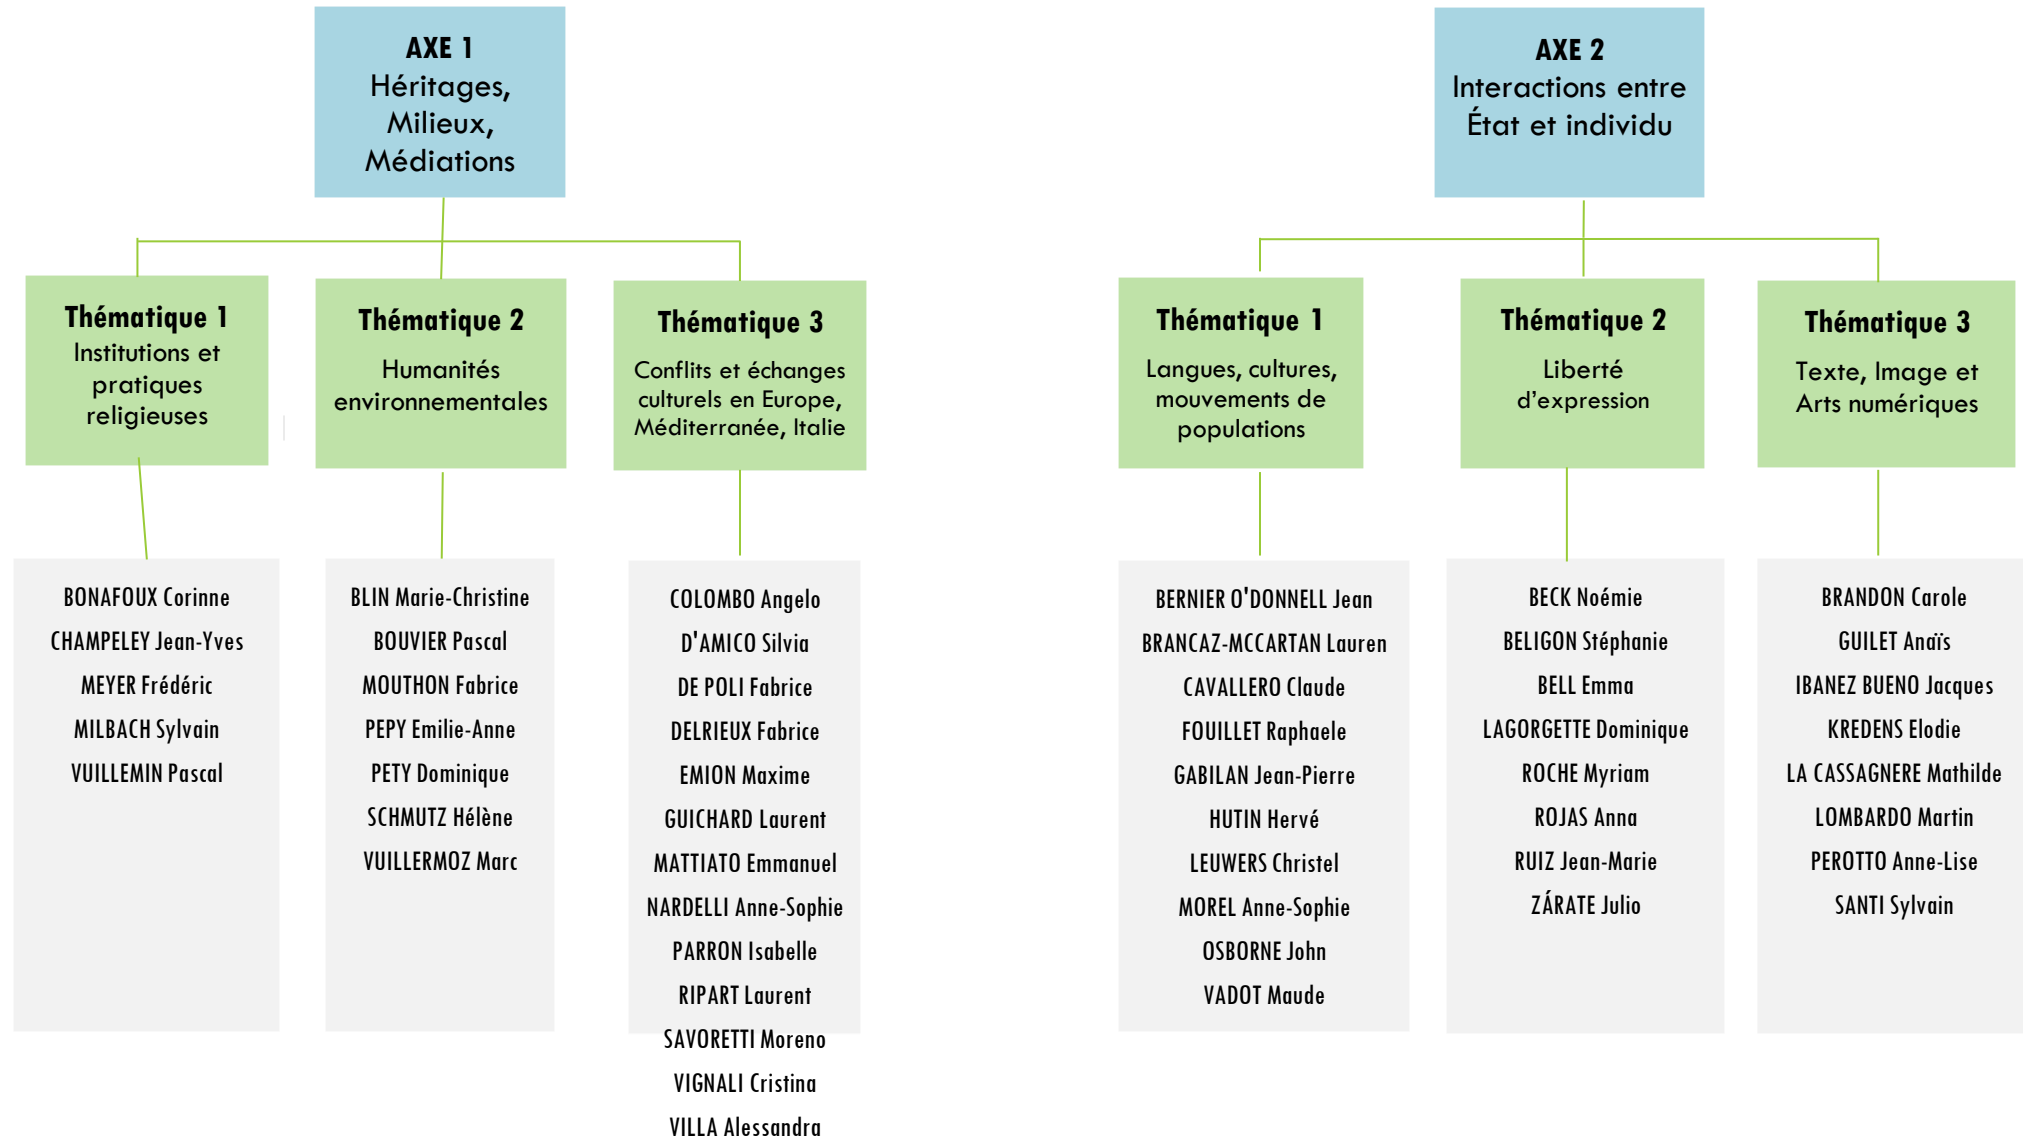 AXE 1
Héritages,
Milieux,
Médiations
AXE 2
Interactions entre
État et individu
Thématique 1
Institutions et
pratiques
religieuses
Thématique 2
Humanités
environnementales
Thématique 3
Conflits et échanges
culturels en Europe,
Méditerranée, Italie
Thématique 1
Langues, cultures,
mouvements de
populations
Thématique 2
Liberté
d’expression
Thématique 3
Texte, Image et
Arts numériques
BONAFOUX Corinne
CHAMPELEY Jean-Yves
MEYER Frédéric
MILBACH Sylvain
VUILLEMIN Pascal
BLIN Marie-Christine
BOUVIER Pascal
MOUTHON Fabrice
PEPY Emilie-Anne
PETY Dominique
SCHMUTZ Hélène
VUILLERMOZ Marc
COLOMBO Angelo
D'AMICO Silvia
DE POLI Fabrice
DELRIEUX Fabrice
EMION Maxime
GUICHARD Laurent
MATTIATO Emmanuel
NARDELLI Anne-Sophie
PARRON Isabelle
RIPART Laurent
SAVORETTI Moreno
VIGNALI Cristina
VILLA Alessandra
BERNIER O'DONNELL Jean
BRANCAZ-MCCARTAN Lauren
CAVALLERO Claude
FOUILLET Raphaele
GABILAN Jean-Pierre
HUTIN Hervé
LEUWERS Christel
MOREL Anne-Sophie
OSBORNE John
VADOT Maude
BECK Noémie
BELIGON Stéphanie
BELL Emma
LAGORGETTE Dominique
ROCHE Myriam
ROJAS Anna
RUIZ Jean-Marie
ZÁRATE Julio
BRANDON Carole
GUILET Anaïs
IBANEZ BUENO Jacques
KREDENS Elodie
LA CASSAGNERE Mathilde
LOMBARDO Martin
PEROTTO Anne-Lise
SANTI Sylvain